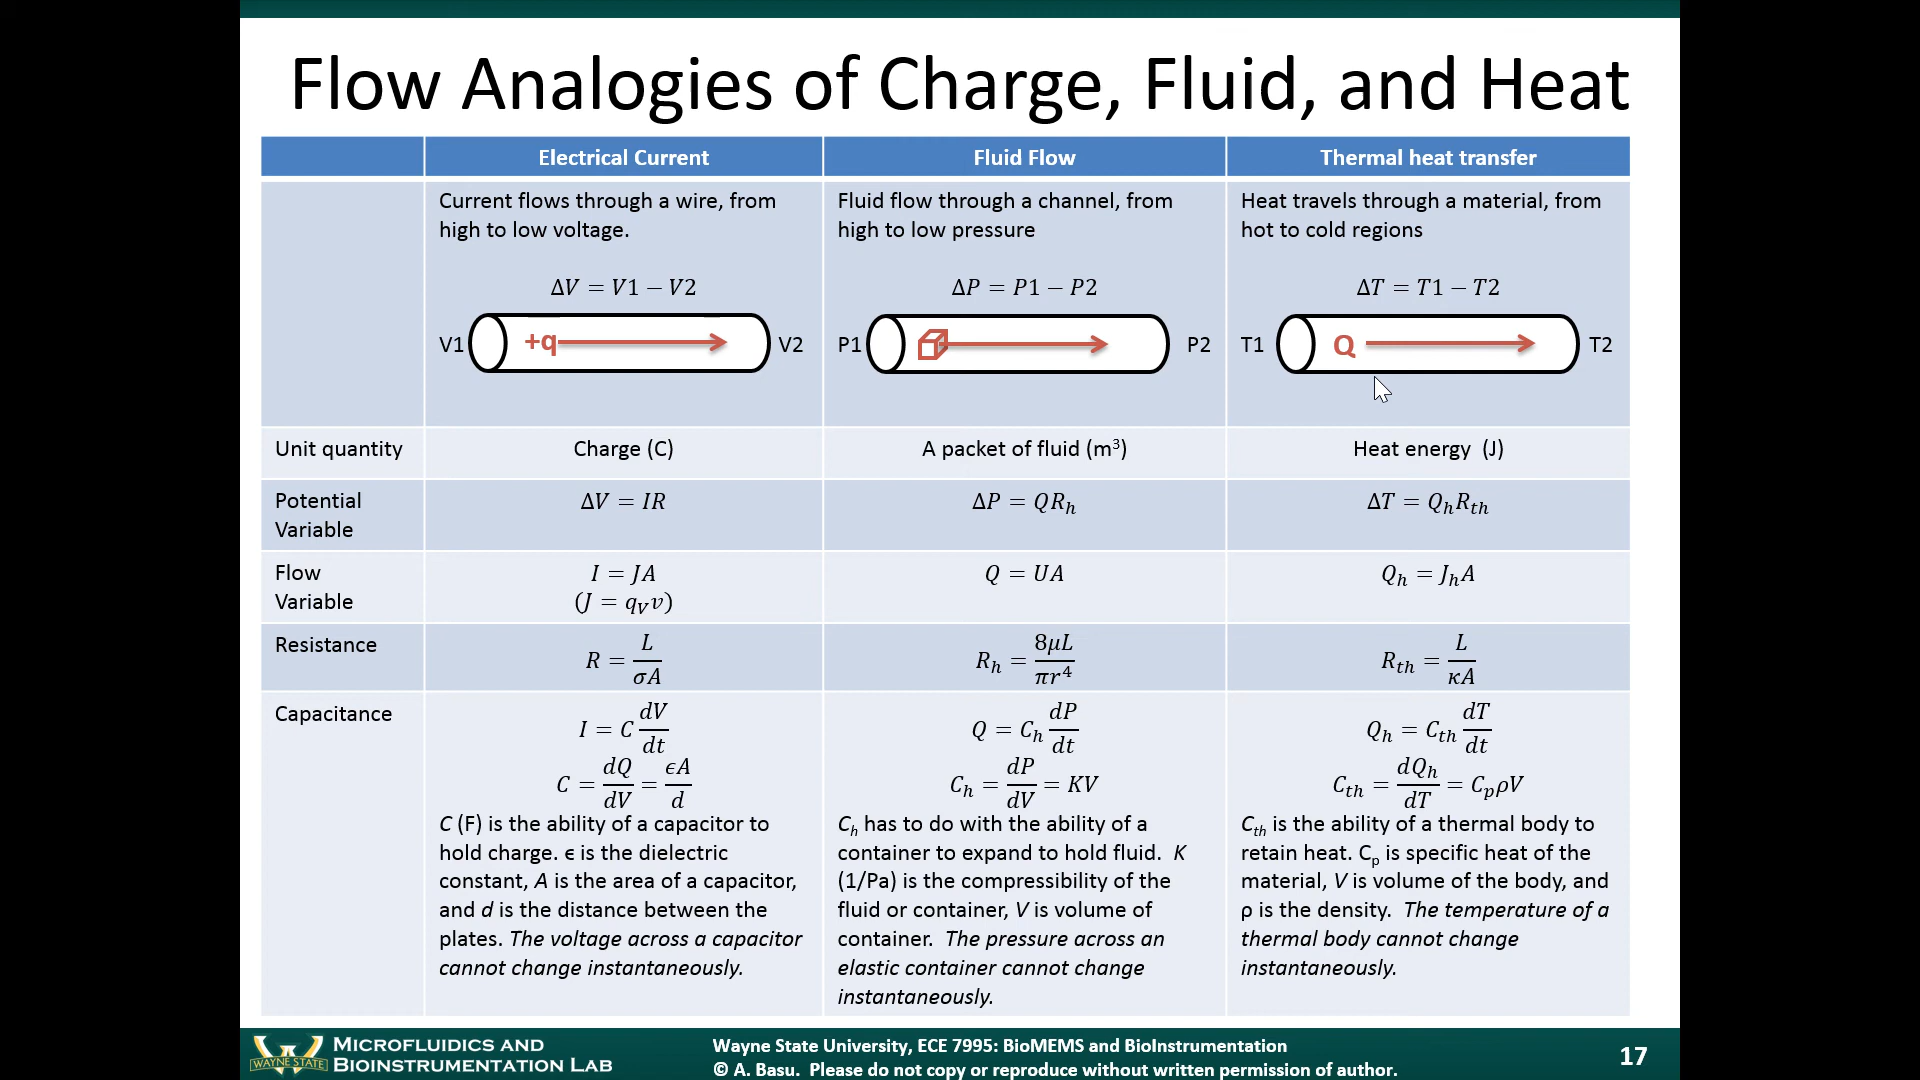 Flow Analogies of Charge, Fluid, and Heat
Electrical Current
Fluid Flow
Thermal heat transfer
Current flows through a wire, from
high to low voltage.
ΔV = V1 − V2
V1
+q
V2
Fluid flow through a channel, from
high to low pressure
ΔP = P1 − P2
P1
P2
Heat travels through a material, from
hot to cold regions
ΔT = T1 − T2
T1
Q
T2
Unit quantity
Charge (C)
A packet of fluid (m³)
Heat energy (J)
Potential
Variable
ΔV = IR
ΔP = QR_h
ΔT = Q_hR_th
Flow
Variable
I = JA
(J = q_Vv)
Q = UA
Q_h = J_hA
Resistance
R = L/σA
R_h = 8μL/πr⁴
R_th = L/κA
Capacitance
I = C dV/dt
C = dQ/dV = ϵA/d
C (F) is the ability of a capacitor to
hold charge. ϵ is the dielectric
constant, A is the area of a capacitor,
and d is the distance between the
plates. The voltage across a capacitor
cannot change instantaneously.
Q = C_h dP/dt
C_h = dP/dV = KV
C_h has to do with the ability of a
container to expand to hold fluid. K
(1/Pa) is the compressibility of the
fluid or container, V is volume of
container. The pressure across an
elastic container cannot change
instantaneously.
Q_h = C_th dT/dt
C_th = dQ_h/dT = C_pρV
C_th is the ability of a thermal body to
retain heat. C_p is specific heat of the
material, V is volume of the body, and
ρ is the density. The temperature of a
thermal body cannot change
instantaneously.
WAYNE STATE
MICROFLUIDICS AND
BIOINSTRUMENTATION LAB
Wayne State University, ECE 7995: BioMEMS and BioInstrumentation
© A. Basu. Please do not copy or reproduce without written permission of author.
17